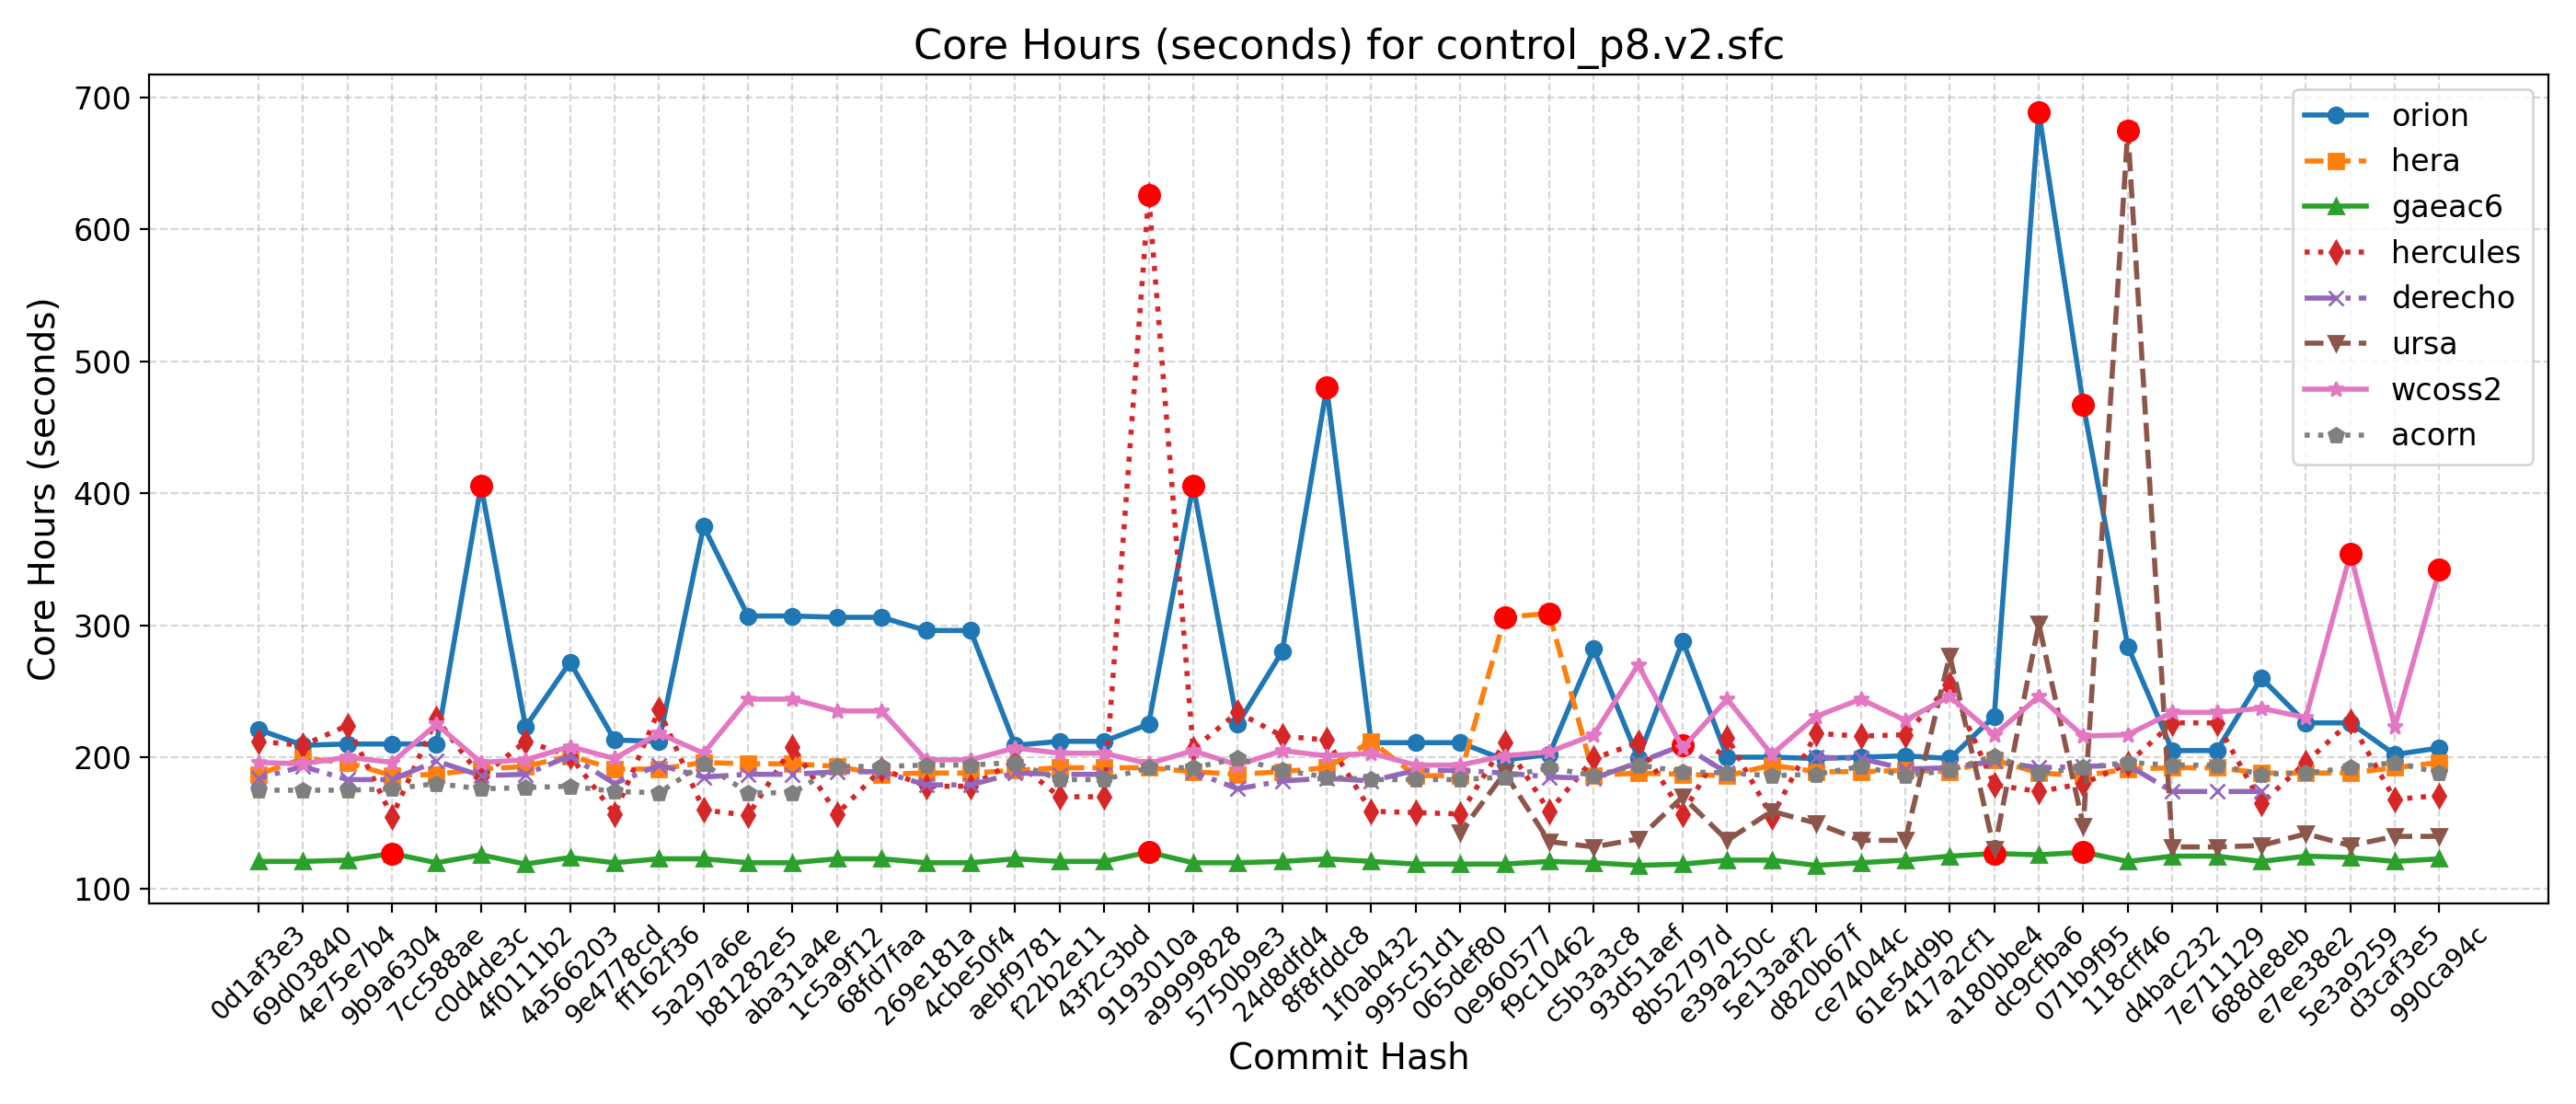 Core Hours (seconds) for control_p8.v2.sfc
Core Hours (seconds)
700
600
500
400
300
200
100
orion
hera
gaeac6
hercules
derecho
ursa
wcoss2
acorn
0d1af3e3
69d03840
4e75e7b4
9b9a6304
7cc588ae
c0d4de3c
4f0111b2
4a566203
9e4778cd
ff162f36
5a297a6e
b81282e5
aba31a4e
1c5a9f12
68fd7faa
269e181a
4cbe50f4
aebf9781
f22b2e11
43f2c3bd
9193010a
a9999828
5750b9e3
24d8dfd4
8f8fddc8
1f0ab432
995c51d1
065def80
0e960577
f9c10462
c5b3a3c8
93d51aef
8b52797d
e39a250c
5e13aaf2
d820b67f
ce74044c
61e54d9b
417a2cf1
a180bbe4
dc9cfba6
071b9f95
118cff46
d4bac232
7e711129
688de8eb
e7ee38e2
5e3a9259
d3caf3e5
990ca94c
Commit Hash